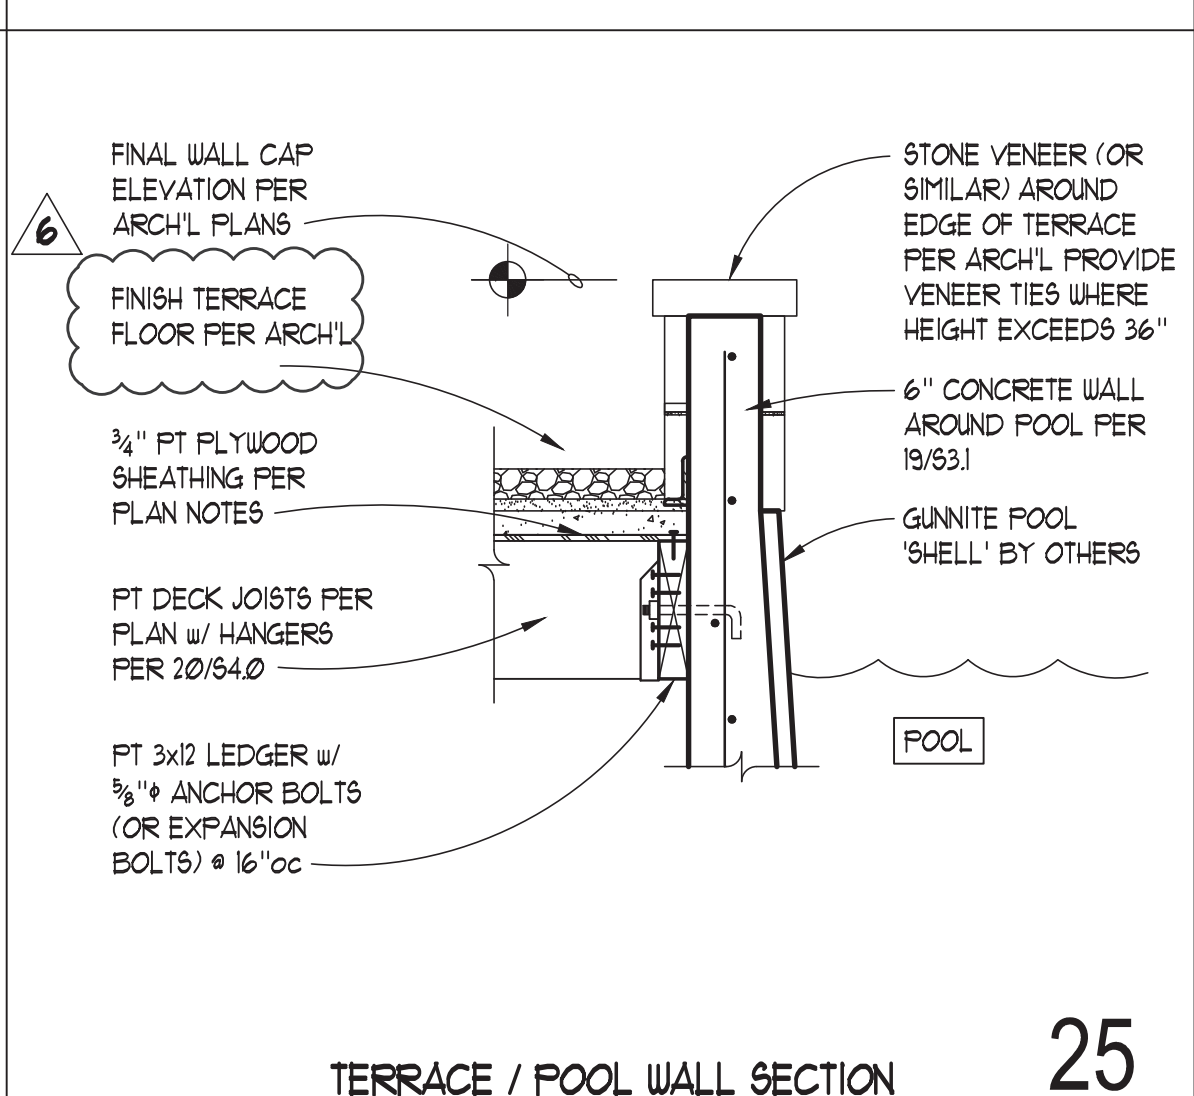 FINAL WALL CAP
ELEVATION PER
ARCH'L PLANS
6
FINISH TERRACE
FLOOR PER ARCH'L
3/4" PT PLYWOOD
SHEATHING PER
PLAN NOTES
PT DECK JOISTS PER
PLAN w/ HANGERS
PER 20/S4.0
PT 3x12 LEDGER w/
5/8"ϕ ANCHOR BOLTS
(OR EXPANSION
BOLTS) @ 16"oc
STONE VENEER (OR
SIMILAR) AROUND
EDGE OF TERRACE
PER ARCH'L PROVIDE
VENEER TIES WHERE
HEIGHT EXCEEDS 36"
6" CONCRETE WALL
AROUND POOL PER
19/S3.1
GUNNITE POOL
'SHELL' BY OTHERS
POOL
TERRACE / POOL WALL SECTION
25